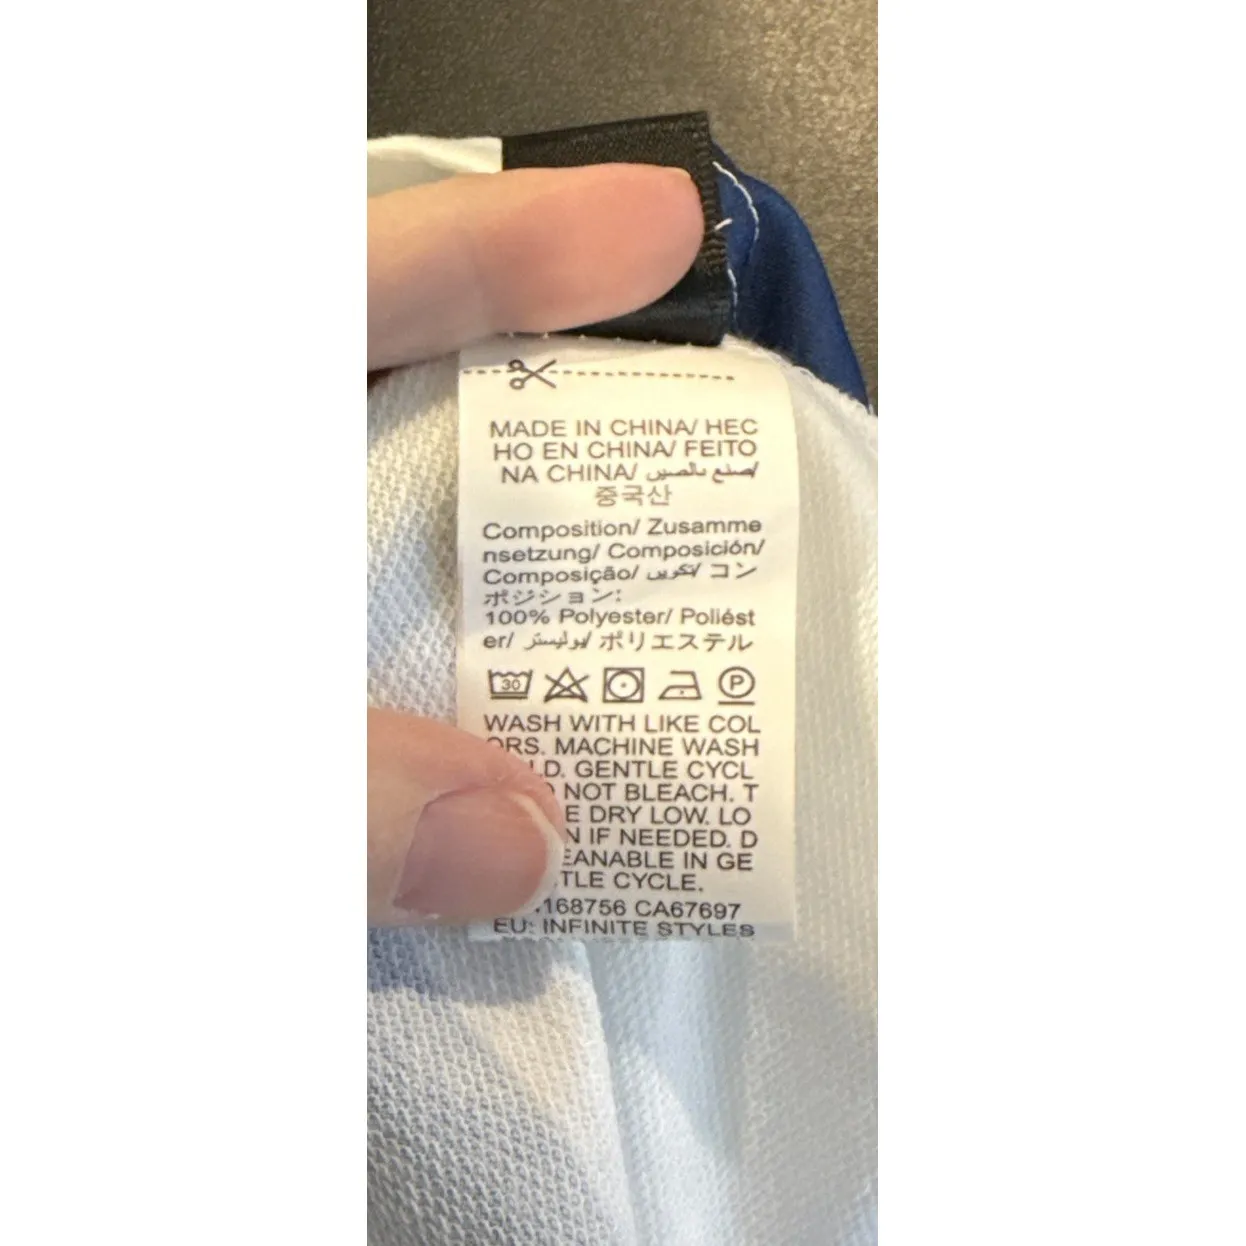 MADE IN CHINA/ HEC
HO EN CHINA/ FEITO
NA CHINA/ صنع بالصين/
중국산
Composition/ Zusamme
nsetzung/ Composición/
Composição/ تكوين/ コン
ポジション:
100% Polyester/ Poliést
er/ بوليستر/ ポリエステル
30
P
WASH WITH LIKE COL
ORS. MACHINE WASH
LD. GENTLE CYCL
NOT BLEACH. T
E DRY LOW. LO
N IF NEEDED. D
EANABLE IN GE
TLE CYCLE.
168756 CA67697
EU: INFINITE STYLES